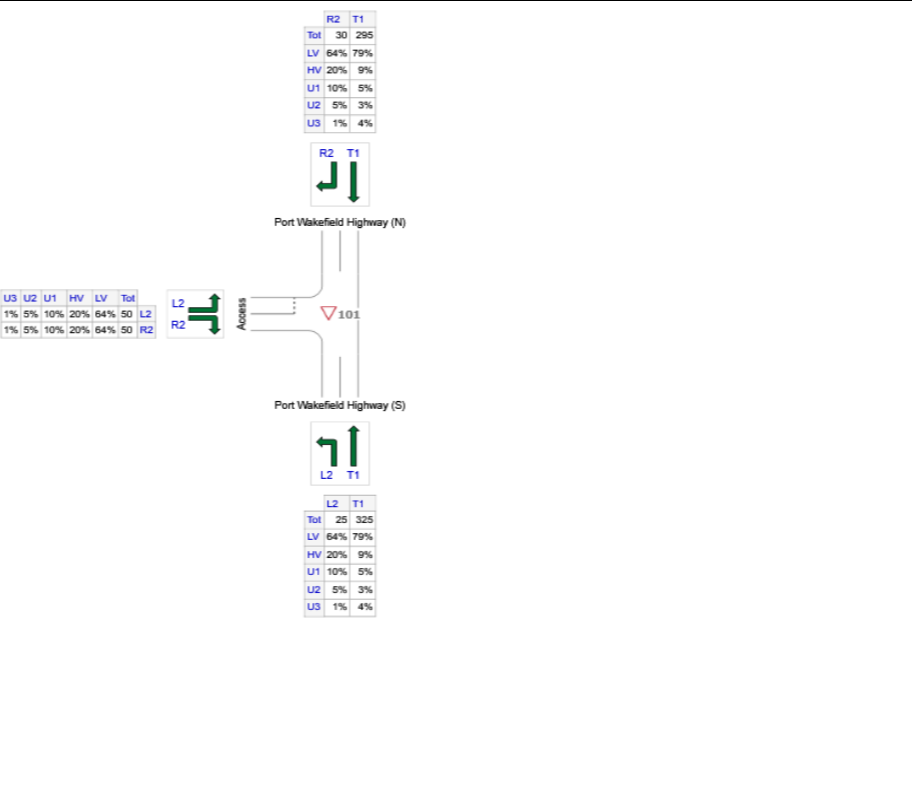 R2 T1
Tot 30 295
LV 64% 79%
HV 20% 9%
U1 10% 5%
U2 5% 3%
U3 1% 4%
R2 T1
Port Wakefield Highway (N)
U3 U2 U1 HV LV Tot
1% 5% 10% 20% 64% 50 L2
1% 5% 10% 20% 64% 50 R2
L2
R2
Access
101
Port Wakefield Highway (S)
L2 T1
L2 T1
Tot 25 325
LV 64% 79%
HV 20% 9%
U1 10% 5%
U2 5% 3%
U3 1% 4%